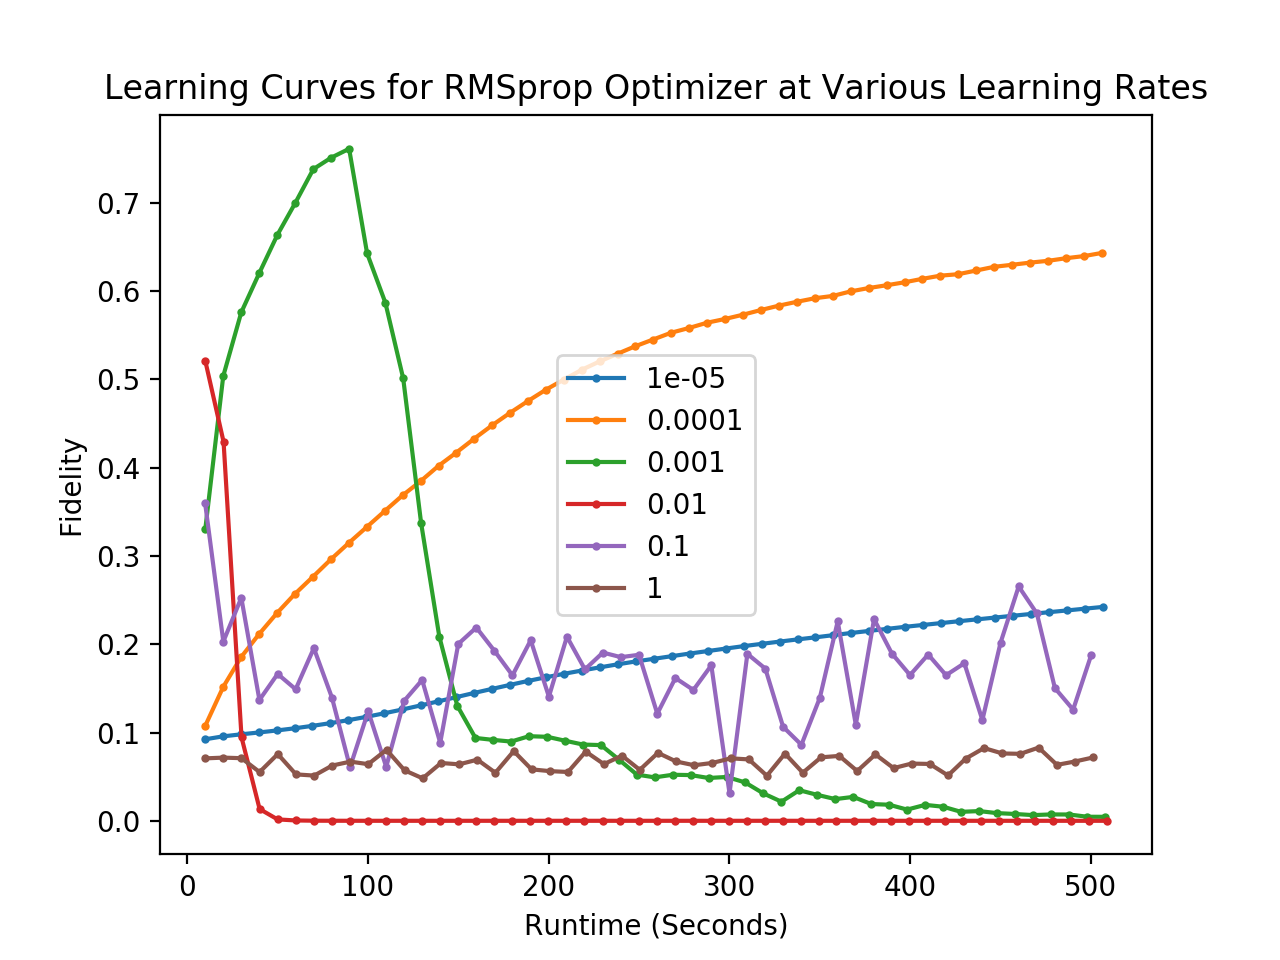 Learning Curves for RMSprop Optimizer at Various Learning Rates
Fidelity
0.7
0.6
0.5
0.4
0.3
0.2
0.1
0.0
1e-05
0.0001
0.001
0.01
0.1
1
0 100 200 300 400 500
Runtime (Seconds)